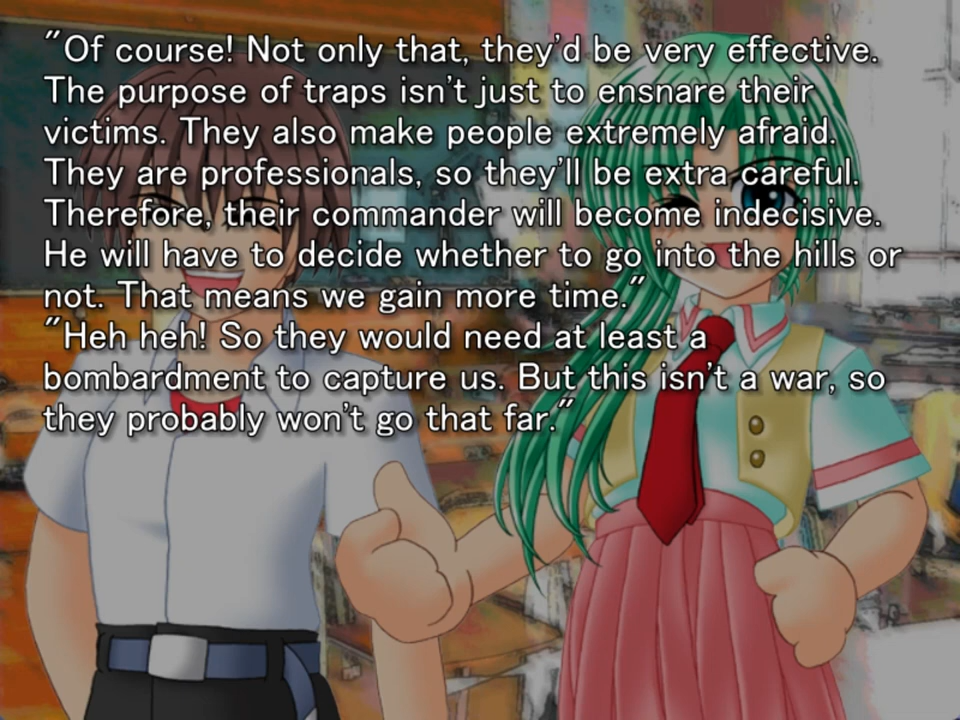 "Of course! Not only that, they'd be very effective.
The purpose of traps isn't just to ensnare their
victims. They also make people extremely afraid.
They are professionals, so they'll be extra careful.
Therefore, their commander will become indecisive.
He will have to decide whether to go into the hills or
not. That means we gain more time."
"Heh heh! So they would need at least a
bombardment to capture us. But this isn't a war, so
they probably won't go that far."